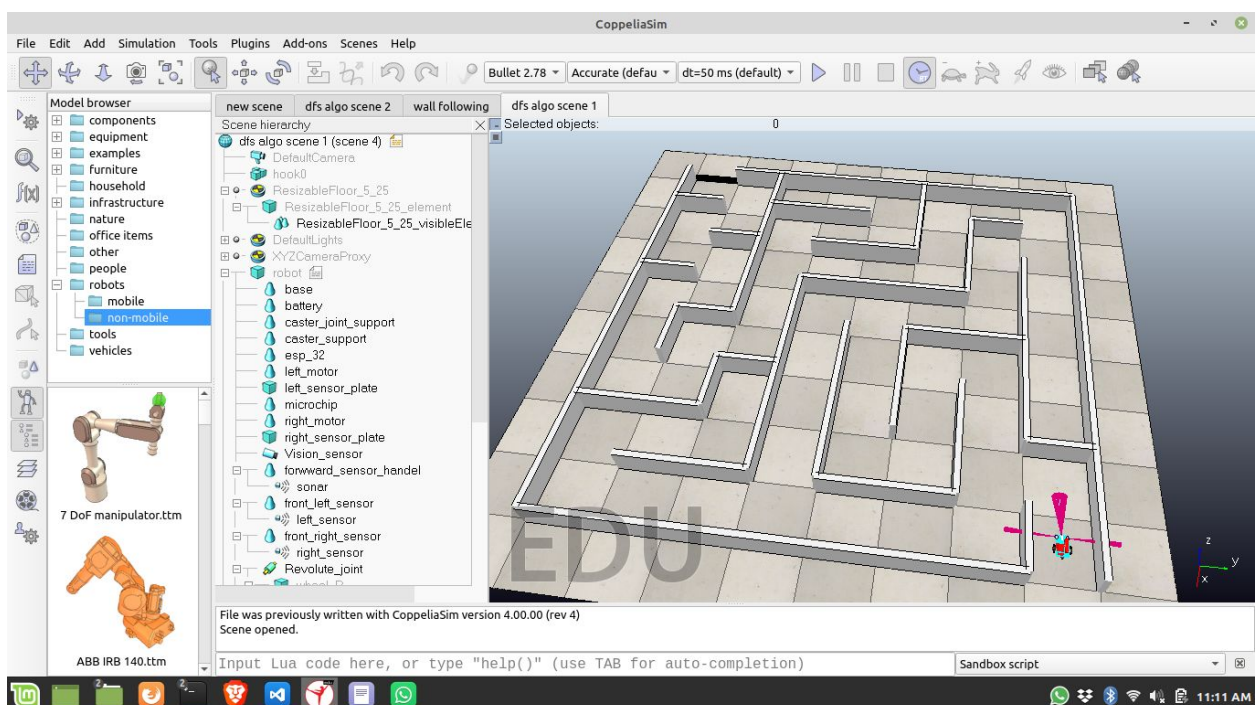 CoppeliaSim
File Edit Add Simulation Tools Plugins Add-ons Scenes Help
Bullet 2.78 Accurate (defau dt=50 ms (default)
Model browser
components
equipment
examples
furniture
household
infrastructure
nature
office items
other
people
robots
mobile
non-mobile
tools
vehicles
7 DoF manipulator.ttm
ABB IRB 140.ttm
new scene dfs algo scene 2 wall following dfs algo scene 1
Scene hierarchy
dfs algo scene 1 (scene 4)
DefaultCamera
hook0
ResizableFloor_5_25
ResizableFloor_5_25_element
ResizableFloor_5_25_visibleEle
DefaultLights
XYZCameraProxy
robot
base
battery
caster_joint_support
caster_support
esp_32
left_motor
left_sensor_plate
microchip
right_motor
right_sensor_plate
Vision_sensor
forwward_sensor_handel
sonar
front_left_sensor
left_sensor
front_right_sensor
right_sensor
Revolute_joint
wheel_R
Selected objects: 0
EDU
z
y
x
File was previously written with CoppeliaSim version 4.00.00 (rev 4)
Scene opened.
Input Lua code here, or type "help()" (use TAB for auto-completion) Sandbox script
11:11 AM